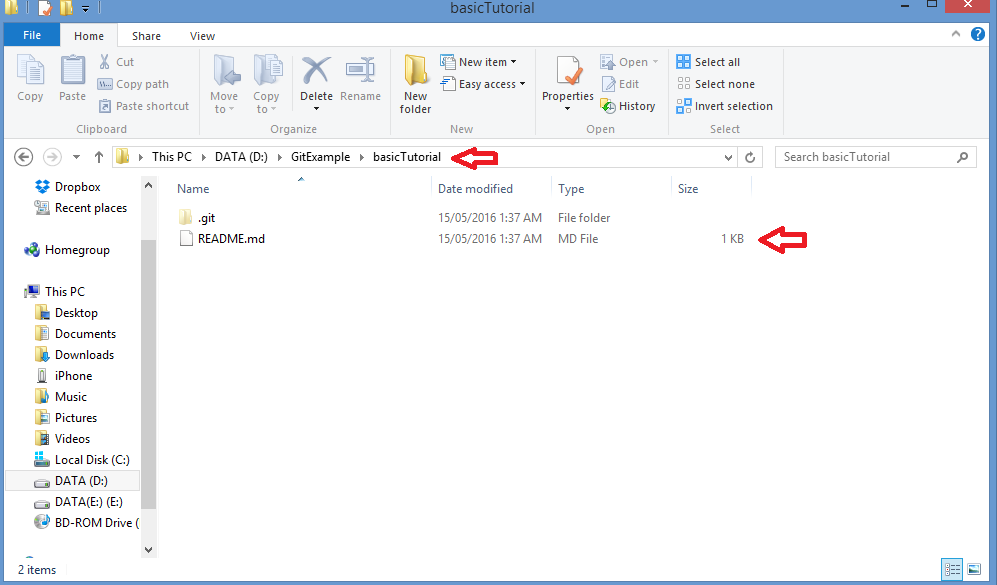 basicTutorial
File Home Share View
Copy Paste Cut Copy path Paste shortcut Move to Copy to Delete Rename New folder New item Easy access Properties Open Edit History Select all Select none Invert selection
Clipboard Organize New Open Select
This PC DATA (D:) GitExample basicTutorial Search basicTutorial
Dropbox
Recent places
Homegroup
This PC
Desktop
Documents
Downloads
iPhone
Music
Pictures
Videos
Local Disk (C:)
DATA (D:)
DATA(E:) (E:)
BD-ROM Drive (
Name Date modified Type Size
.git 15/05/2016 1:37 AM File folder
README.md 15/05/2016 1:37 AM MD File 1 KB
2 items